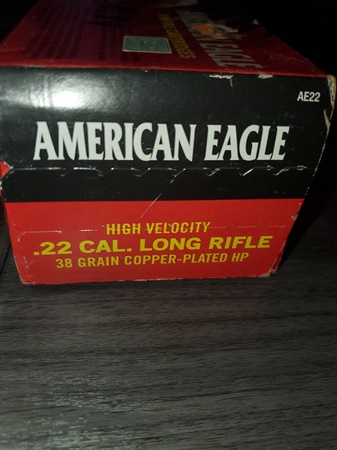 AE22
AMERICAN EAGLE
HIGH VELOCITY
.22 CAL. LONG RIFLE
38 GRAIN COPPER-PLATED HP